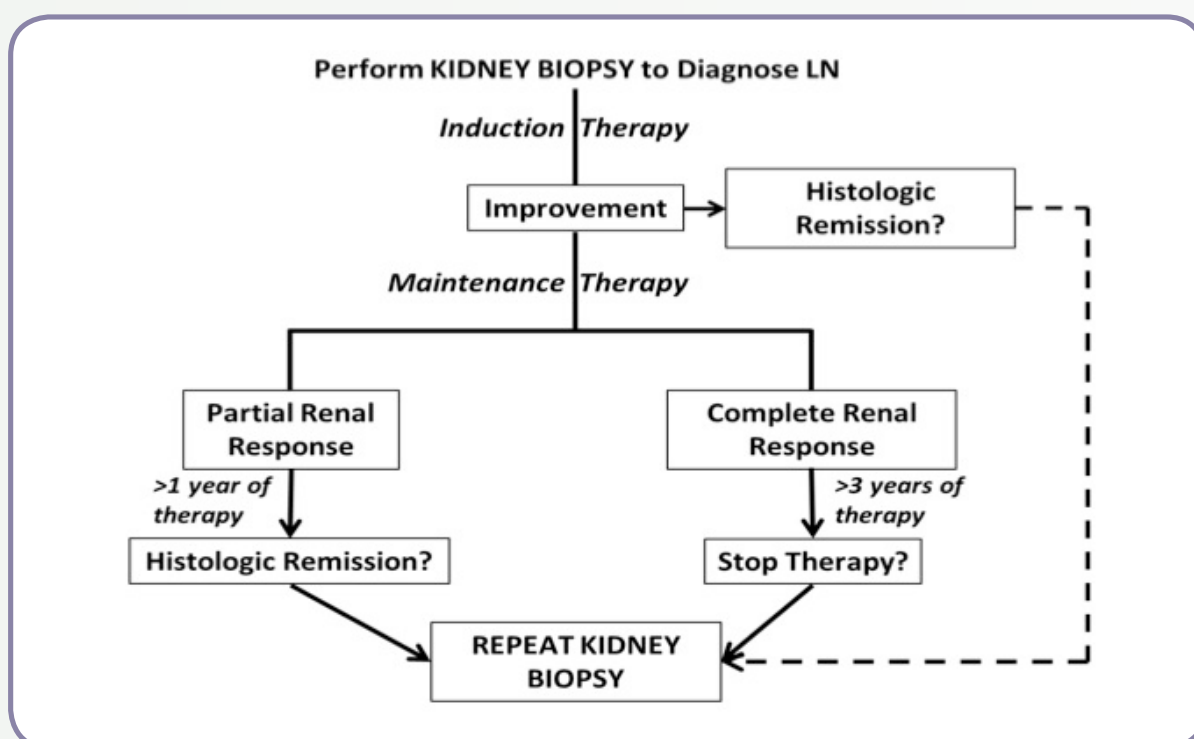 Perform KIDNEY BIOPSY to Diagnose LN
Induction Therapy
Improvement
Histologic
Remission?
Maintenance Therapy
Partial Renal
Response
Complete Renal
Response
>1 year of
therapy
>3 years of
therapy
Histologic Remission?
Stop Therapy?
REPEAT KIDNEY
BIOPSY